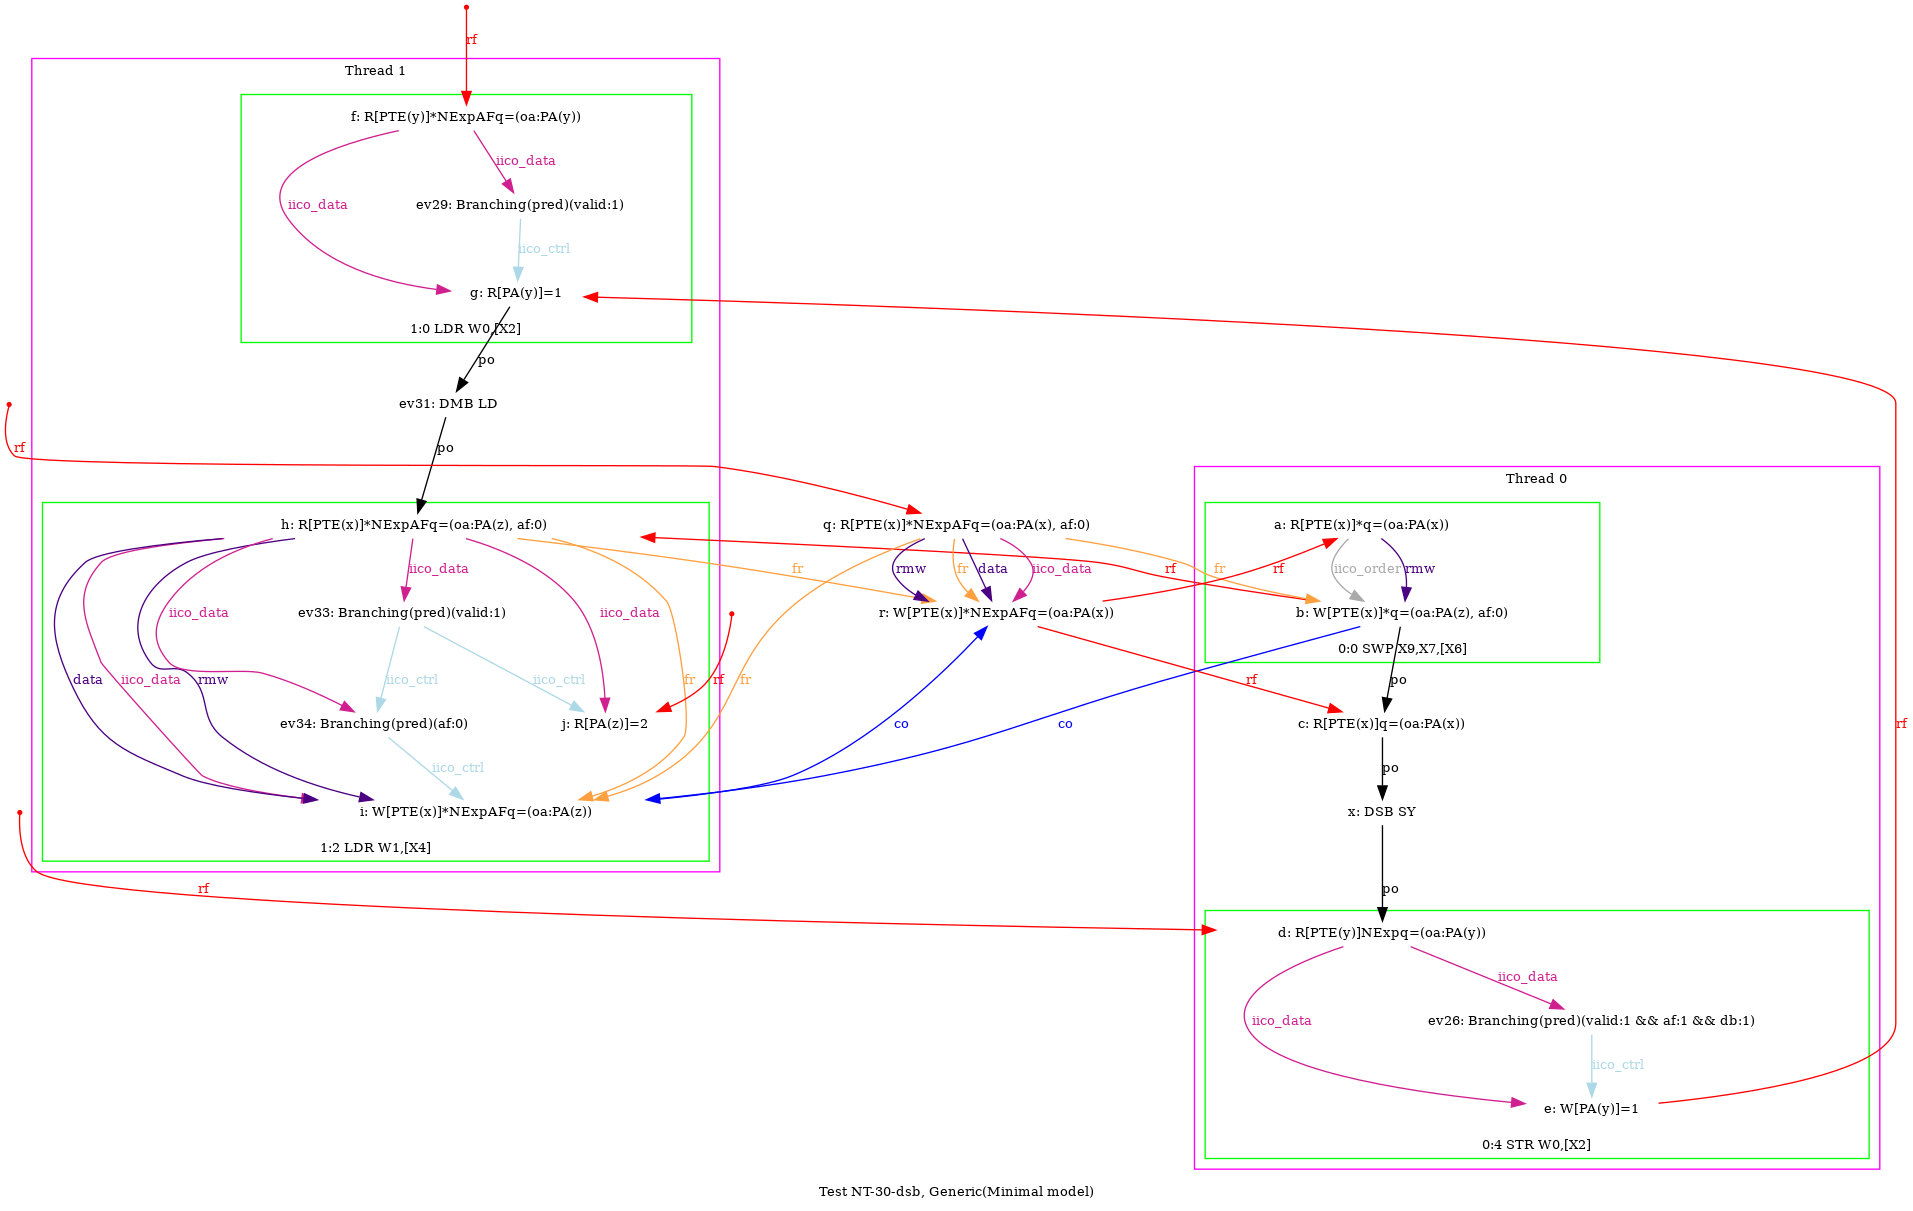 rf
Thread 1
f: R[PTE(y)]*NExpAFq=(oa:PA(y))
iico_data
iico_data
ev29: Branching(pred)(valid:1)
iico_ctrl
g: R[PA(y)]=1
1:0 LDR W0,[X2]
po
ev31: DMB LD
po
rf
Thread 0
h: R[PTE(x)]*NExpAFq=(oa:PA(z), af:0)
q: R[PTE(x)]*NExpAFq=(oa:PA(x), af:0)
a: R[PTE(x)]*q=(oa:PA(x))
iico_data
fr
rmw
fr
data
iico_data
rf
fr
rf
iico_order
rmw
iico_data
ev33: Branching(pred)(valid:1)
iico_data
r: W[PTE(x)]*NExpAFq=(oa:PA(x))
b: W[PTE(x)]*q=(oa:PA(z), af:0)
0:0 SWP X9,X7,[X6]
data
iico_data
rmw
iico_ctrl
iico_ctrl
fr
rf
fr
rf
po
ev34: Branching(pred)(af:0)
j: R[PA(z)]=2
co
co
c: R[PTE(x)]q=(oa:PA(x))
rf
iico_ctrl
po
i: W[PTE(x)]*NExpAFq=(oa:PA(z))
x: DSB SY
1:2 LDR W1,[X4]
rf
po
d: R[PTE(y)]NExpq=(oa:PA(y))
iico_data
iico_data
ev26: Branching(pred)(valid:1 && af:1 && db:1)
iico_ctrl
e: W[PA(y)]=1
0:4 STR W0,[X2]
Test NT-30-dsb, Generic(Minimal model)